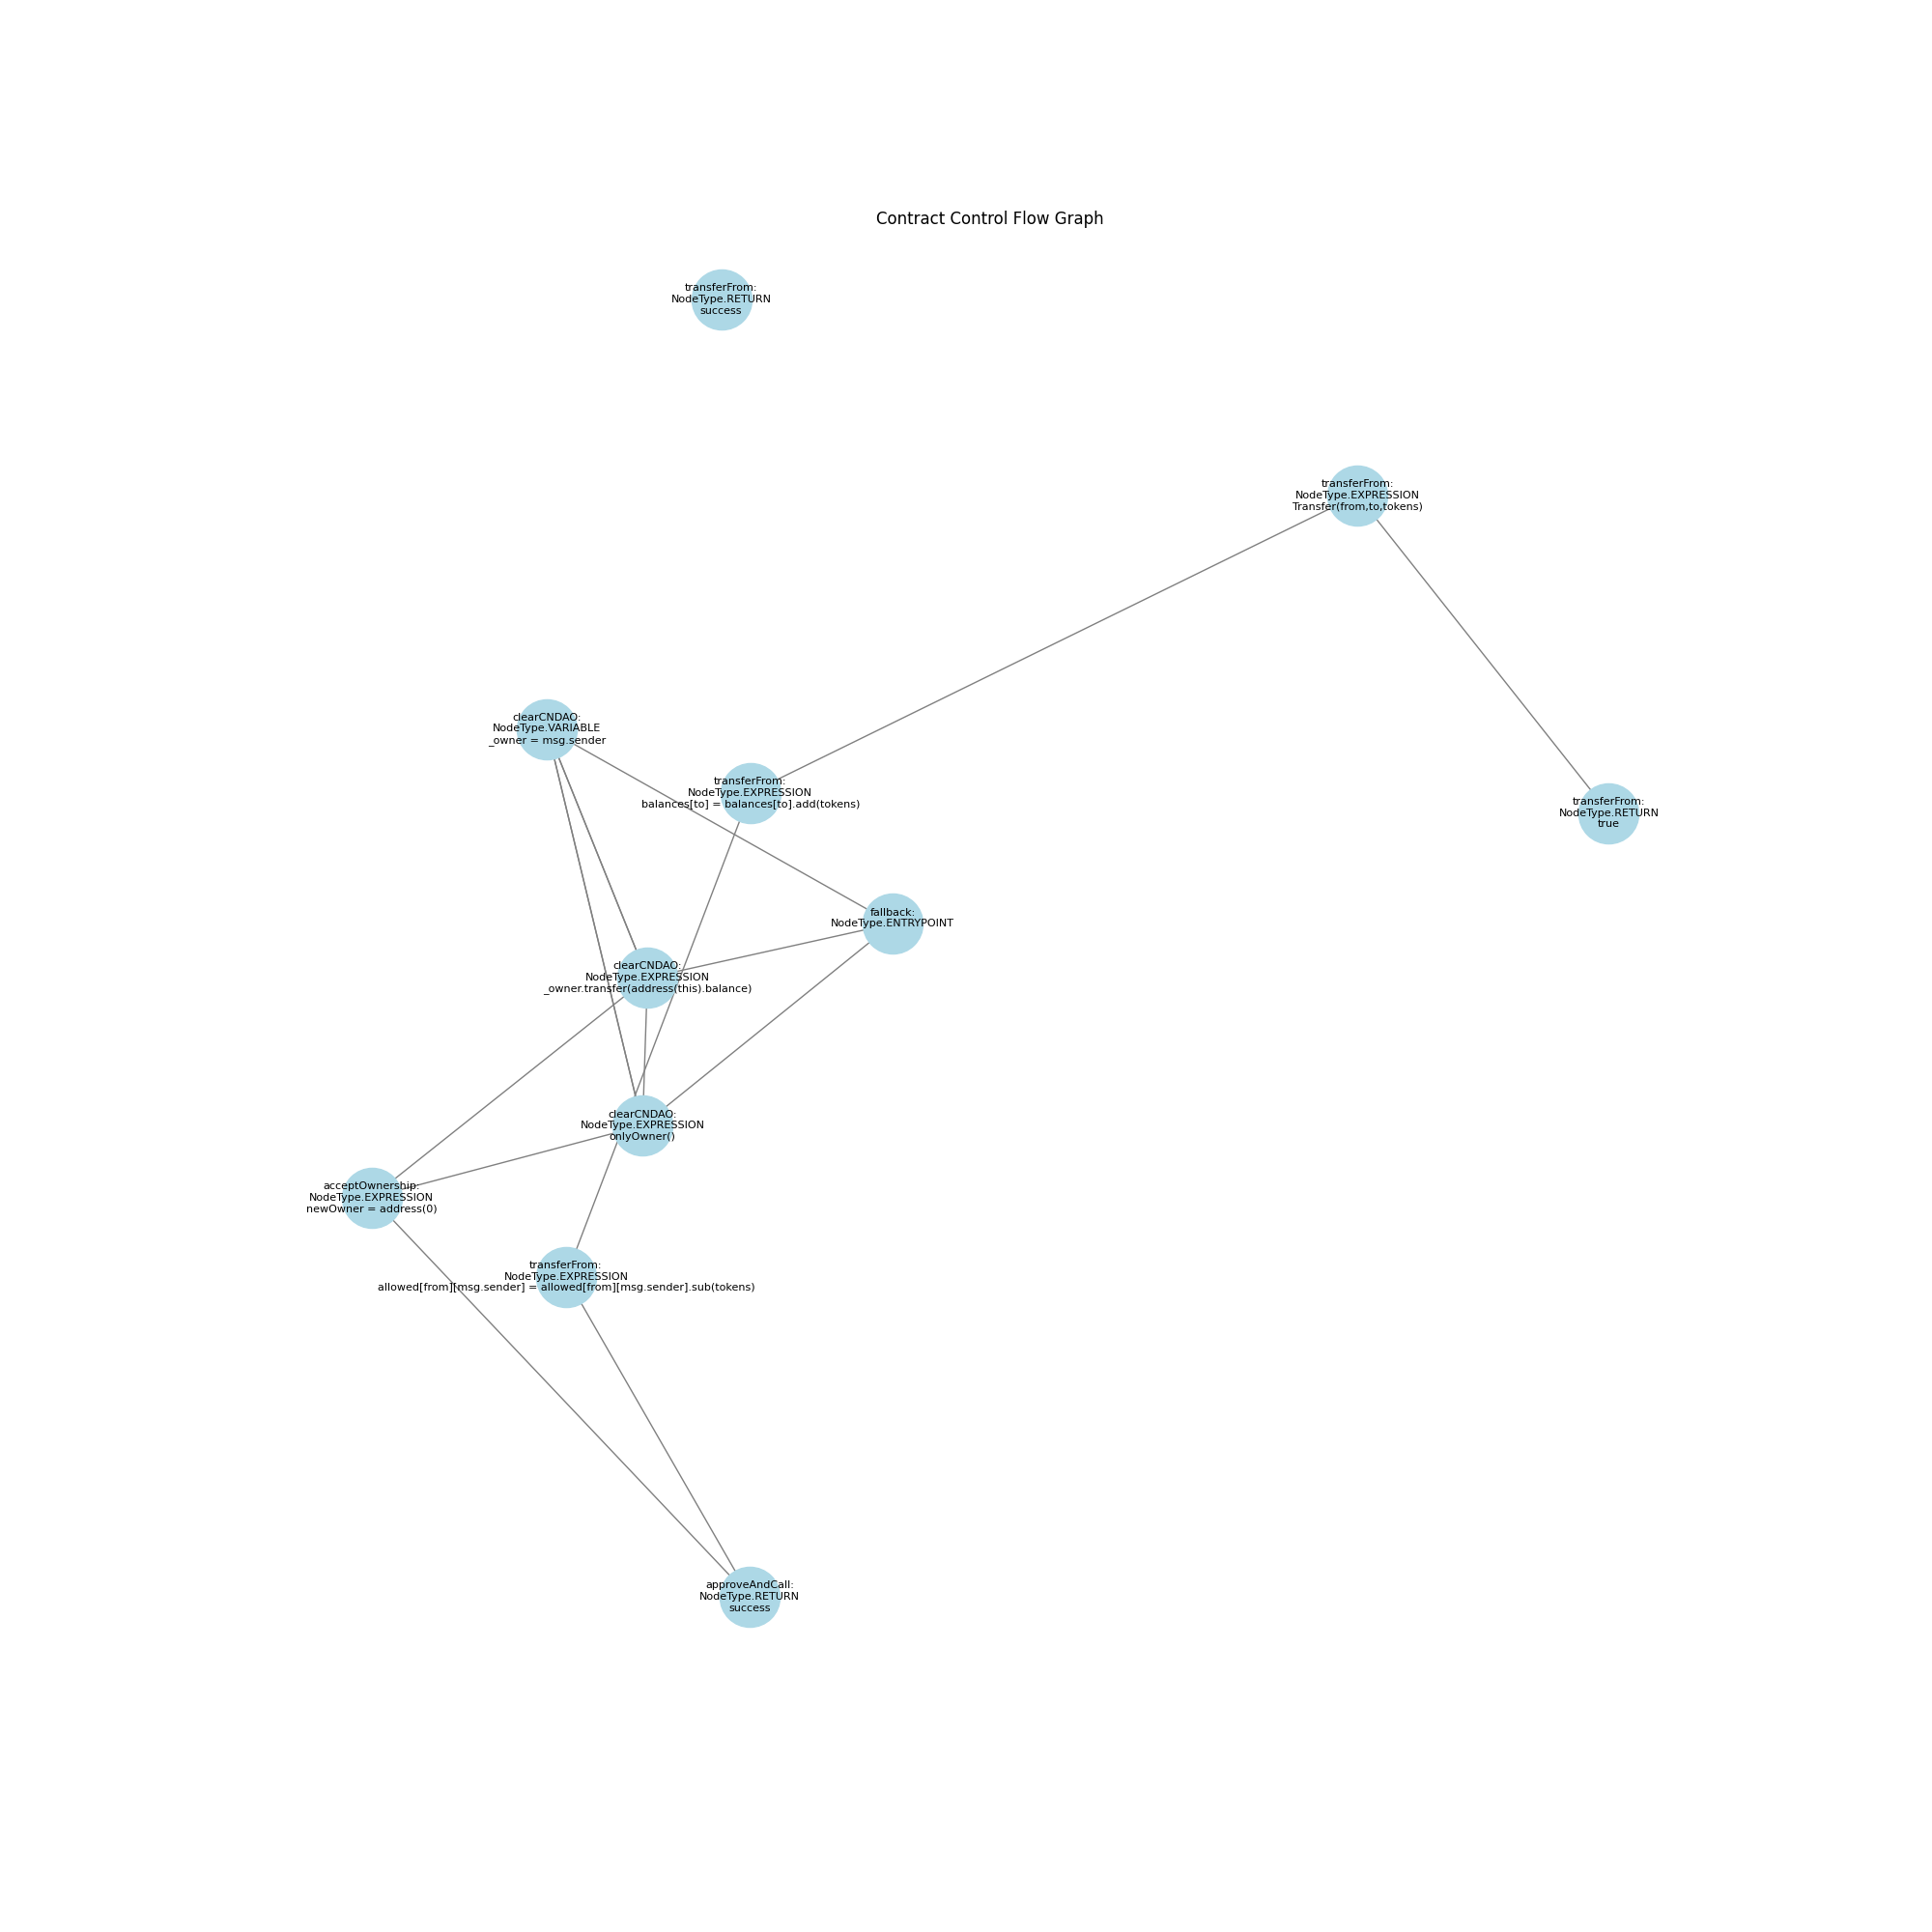 Contract Control Flow Graph
transferFrom:
NodeType.RETURN
success
transferFrom:
NodeType.EXPRESSION
Transfer(from,to,tokens)
clearCNDAO:
NodeType.VARIABLE
_owner = msg.sender
transferFrom:
NodeType.EXPRESSION
balances[to] = balances[to].add(tokens)
transferFrom:
NodeType.RETURN
true
fallback:
NodeType.ENTRYPOINT
clearCNDAO:
NodeType.EXPRESSION
_owner.transfer(address(this).balance)
clearCNDAO:
NodeType.EXPRESSION
onlyOwner()
acceptOwnership:
NodeType.EXPRESSION
newOwner = address(0)
transferFrom:
NodeType.EXPRESSION
allowed[from][msg.sender] = allowed[from][msg.sender].sub(tokens)
approveAndCall:
NodeType.RETURN
success